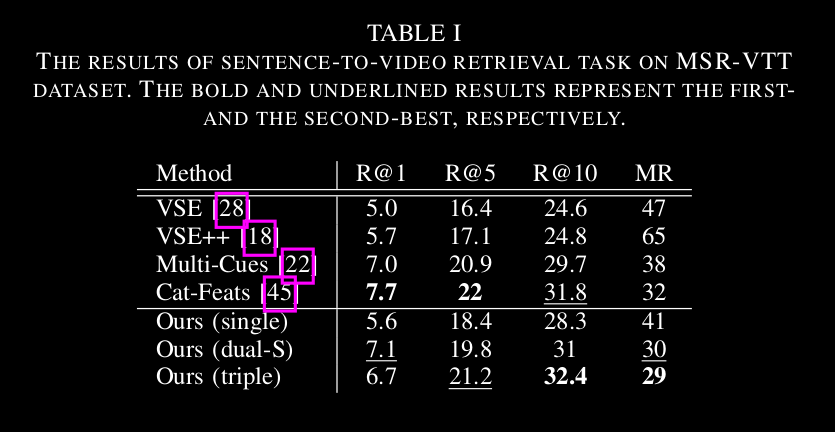 TABLE I
THE RESULTS OF SENTENCE-TO-VIDEO RETRIEVAL TASK ON MSR-VTT
DATASET. THE BOLD AND UNDERLINED RESULTS REPRESENT THE FIRST-
AND THE SECOND-BEST, RESPECTIVELY.
Method R@1 R@5 R@10 MR
VSE [28] 5.0 16.4 24.6 47
VSE++ [18] 5.7 17.1 24.8 65
Multi-Cues [22] 7.0 20.9 29.7 38
Cat-Feats [45] 7.7 22 31.8 32
Ours (single) 5.6 18.4 28.3 41
Ours (dual-S) 7.1 19.8 31 30
Ours (triple) 6.7 21.2 32.4 29